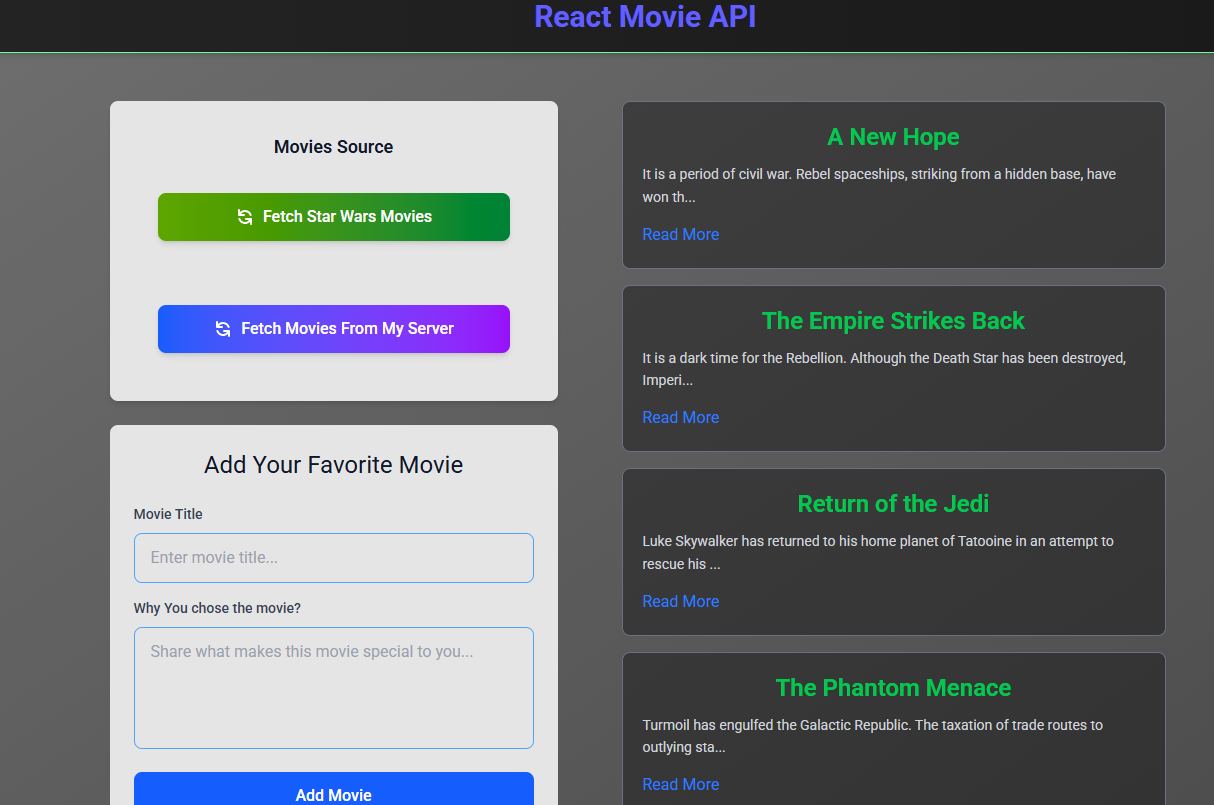 React Movie API
Movies Source
Fetch Star Wars Movies
Fetch Movies From My Server
Add Your Favorite Movie
Movie Title
Enter movie title...
Why You chose the movie?
Share what makes this movie special to you...
Add Movie
A New Hope
It is a period of civil war. Rebel spaceships, striking from a hidden base, have
won th...
Read More
The Empire Strikes Back
It is a dark time for the Rebellion. Although the Death Star has been destroyed,
Imperi...
Read More
Return of the Jedi
Luke Skywalker has returned to his home planet of Tatooine in an attempt to
rescue his ...
Read More
The Phantom Menace
Turmoil has engulfed the Galactic Republic. The taxation of trade routes to
outlying sta...
Read More